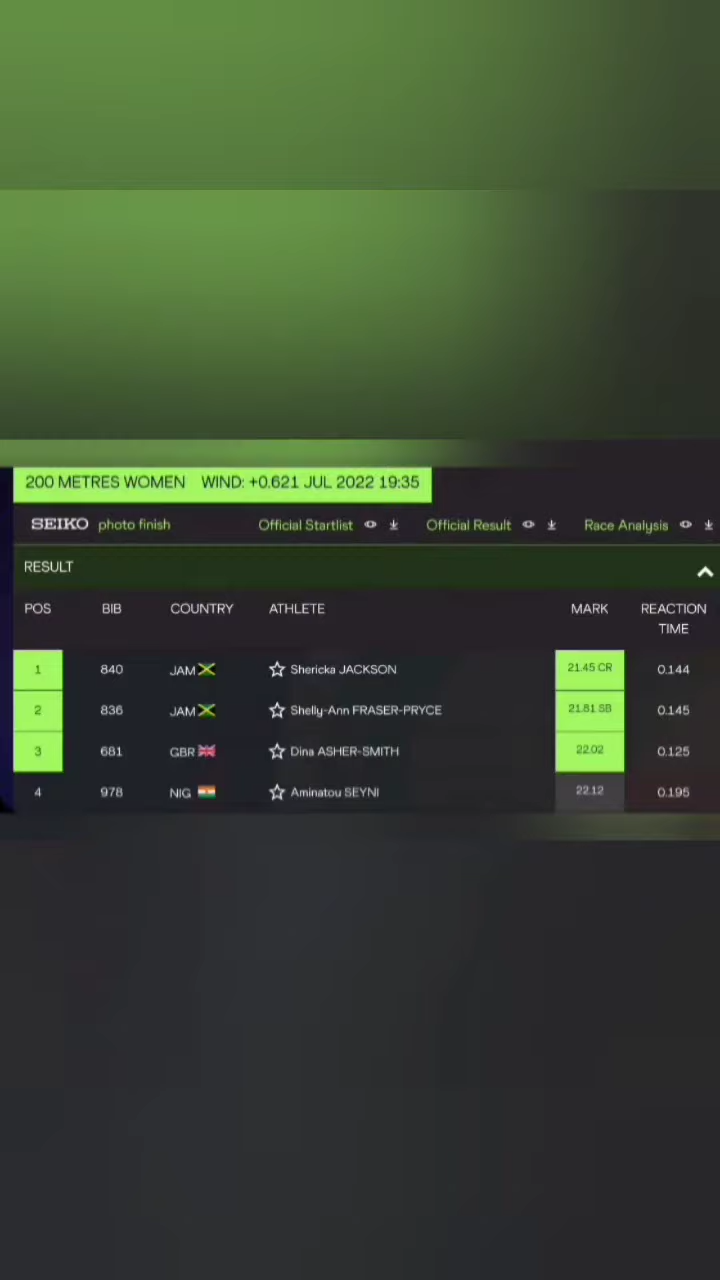 200 METRES WOMEN WIND: +0.621 JUL 2022 19:35
SEIKO photo finish Official Startlist Official Result Race Analysis
RESULT
POS BIB COUNTRY ATHLETE MARK REACTION TIME
1 840 JAM Shericka JACKSON 21.45 CR 0.144
2 836 JAM Shelly-Ann FRASER-PRYCE 21.81 SB 0.145
3 681 GBR Dina ASHER-SMITH 22.02 0.125
4 978 NIG Aminatou SEYNI 22.12 0.195